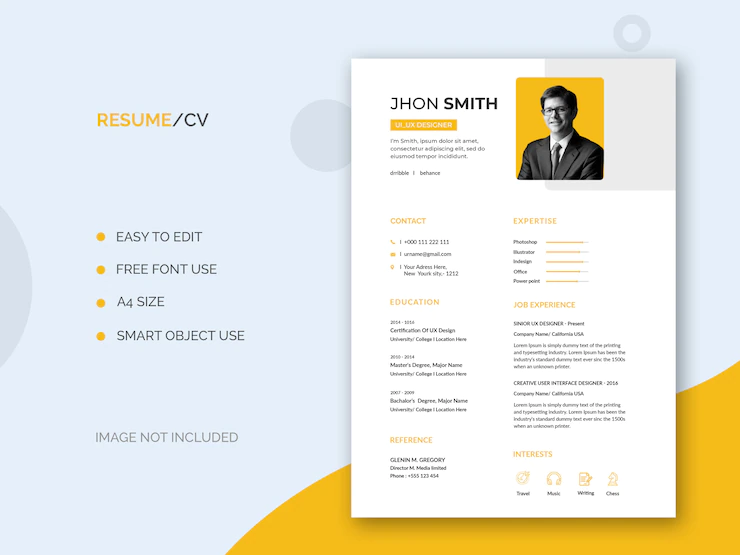 RESUME/CV
EASY TO EDIT
FREE FONT USE
A4 SIZE
SMART OBJECT USE
IMAGE NOT INCLUDED
JHON SMITH
UI_UX DESIGNER
I'm Smith, ipsum dolor sit amet,
consectetur adipiscing elit, sed do
eiusmod tempor incididunt.
drribble I behance
CONTACT
I +000 111 222 111
I urname@gmail.com
I Your Adress Here,
New Yourk sity,- 1212
EDUCATION
2014 - 1016
Certification Of UX Design
University/ College I Location Here
2010 - 2014
Master's Degree, Major Name
University/ College I Location Here
2007 - 2009
Bachalor's Degree, Major Name
University/ College I Location Here
REFERENCE
GLENIN M. GREGORY
Director M. Media limited
Phone : +555 123 454
EXPERTISE
Photoshop
Illustrator
Indesign
Office
Power point
JOB EXPERIENCE
SINIOR UX DESIGNER - Present
Company Name/ California USA
Lorem Ipsum is simply dummy text of the printing
and typesetting industry. Lorem Ipsum has been the
industry's standard dummy text ever sinc the 1500s
when an unknown printer.
CREATIVE USER INTERFACE DESIGNER - 2016
Company Name/ California USA
Lorem Ipsum is simply dummy text of the printing
and typesetting industry. Lorem Ipsum has been the
industry's standard dummy text ever sinc the 1500s
when an unknown printer.
INTERESTS
Travel Music Writing Chess